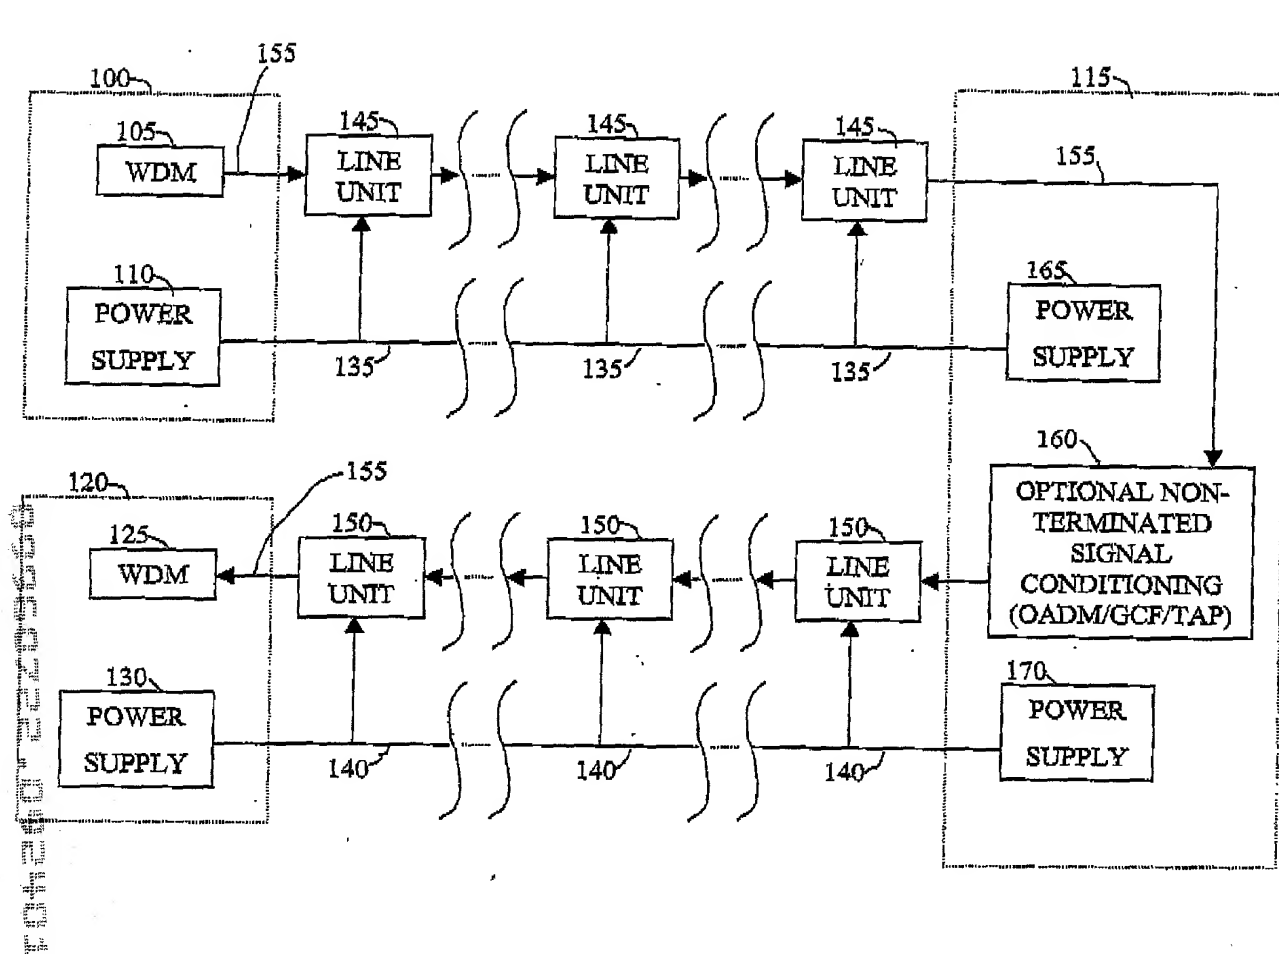 155
100
115
105
WDM
145
LINE
UNIT
145
LINE
UNIT
145
LINE
UNIT
155
110
POWER
SUPPLY
165
POWER
SUPPLY
135
135
135
160
OPTIONAL NON-
TERMINATED
SIGNAL
CONDITIONING
(OADM/GCF/TAP)
120
155
125
WDM
150
LINE
UNIT
150
LINE
UNIT
150
LINE
UNIT
130
POWER
SUPPLY
170
POWER
SUPPLY
140
140
140